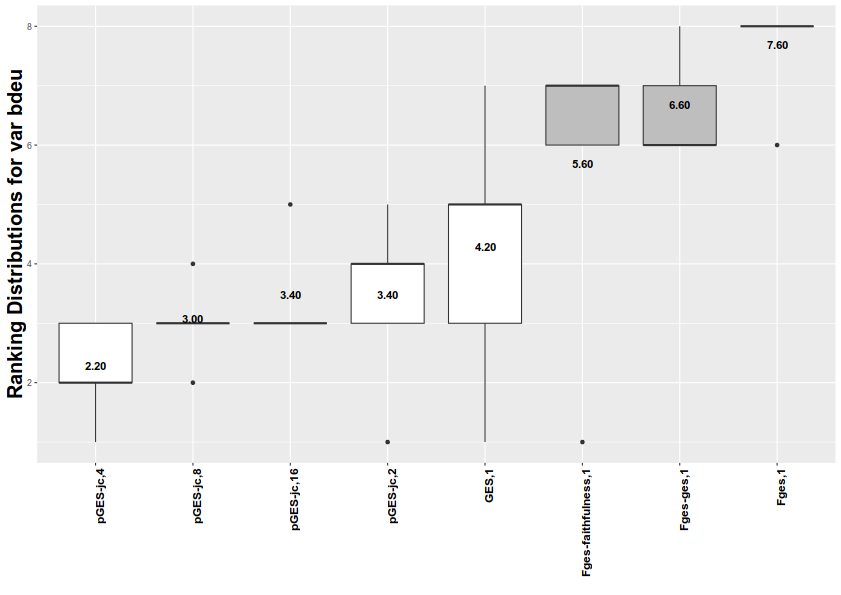 Ranking Distributions for var bdeu
8
6
4
2
2.20
3.00
3.40
3.40
4.20
5.60
6.60
7.60
pGES-jc,4
pGES-jc,8
pGES-jc,16
pGES-jc,2
GES,1
Fges-faithfulness,1
Fges-ges,1
Fges,1